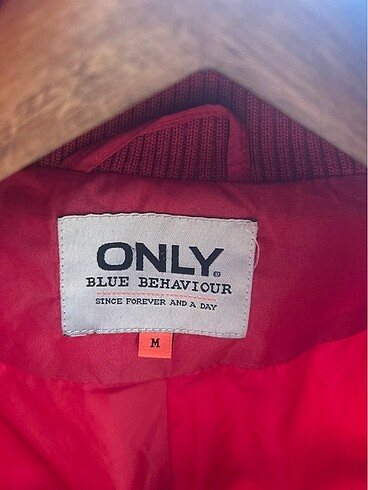 ONLY®
BLUE BEHAVIOUR
SINCE FOREVER AND A DAY
M